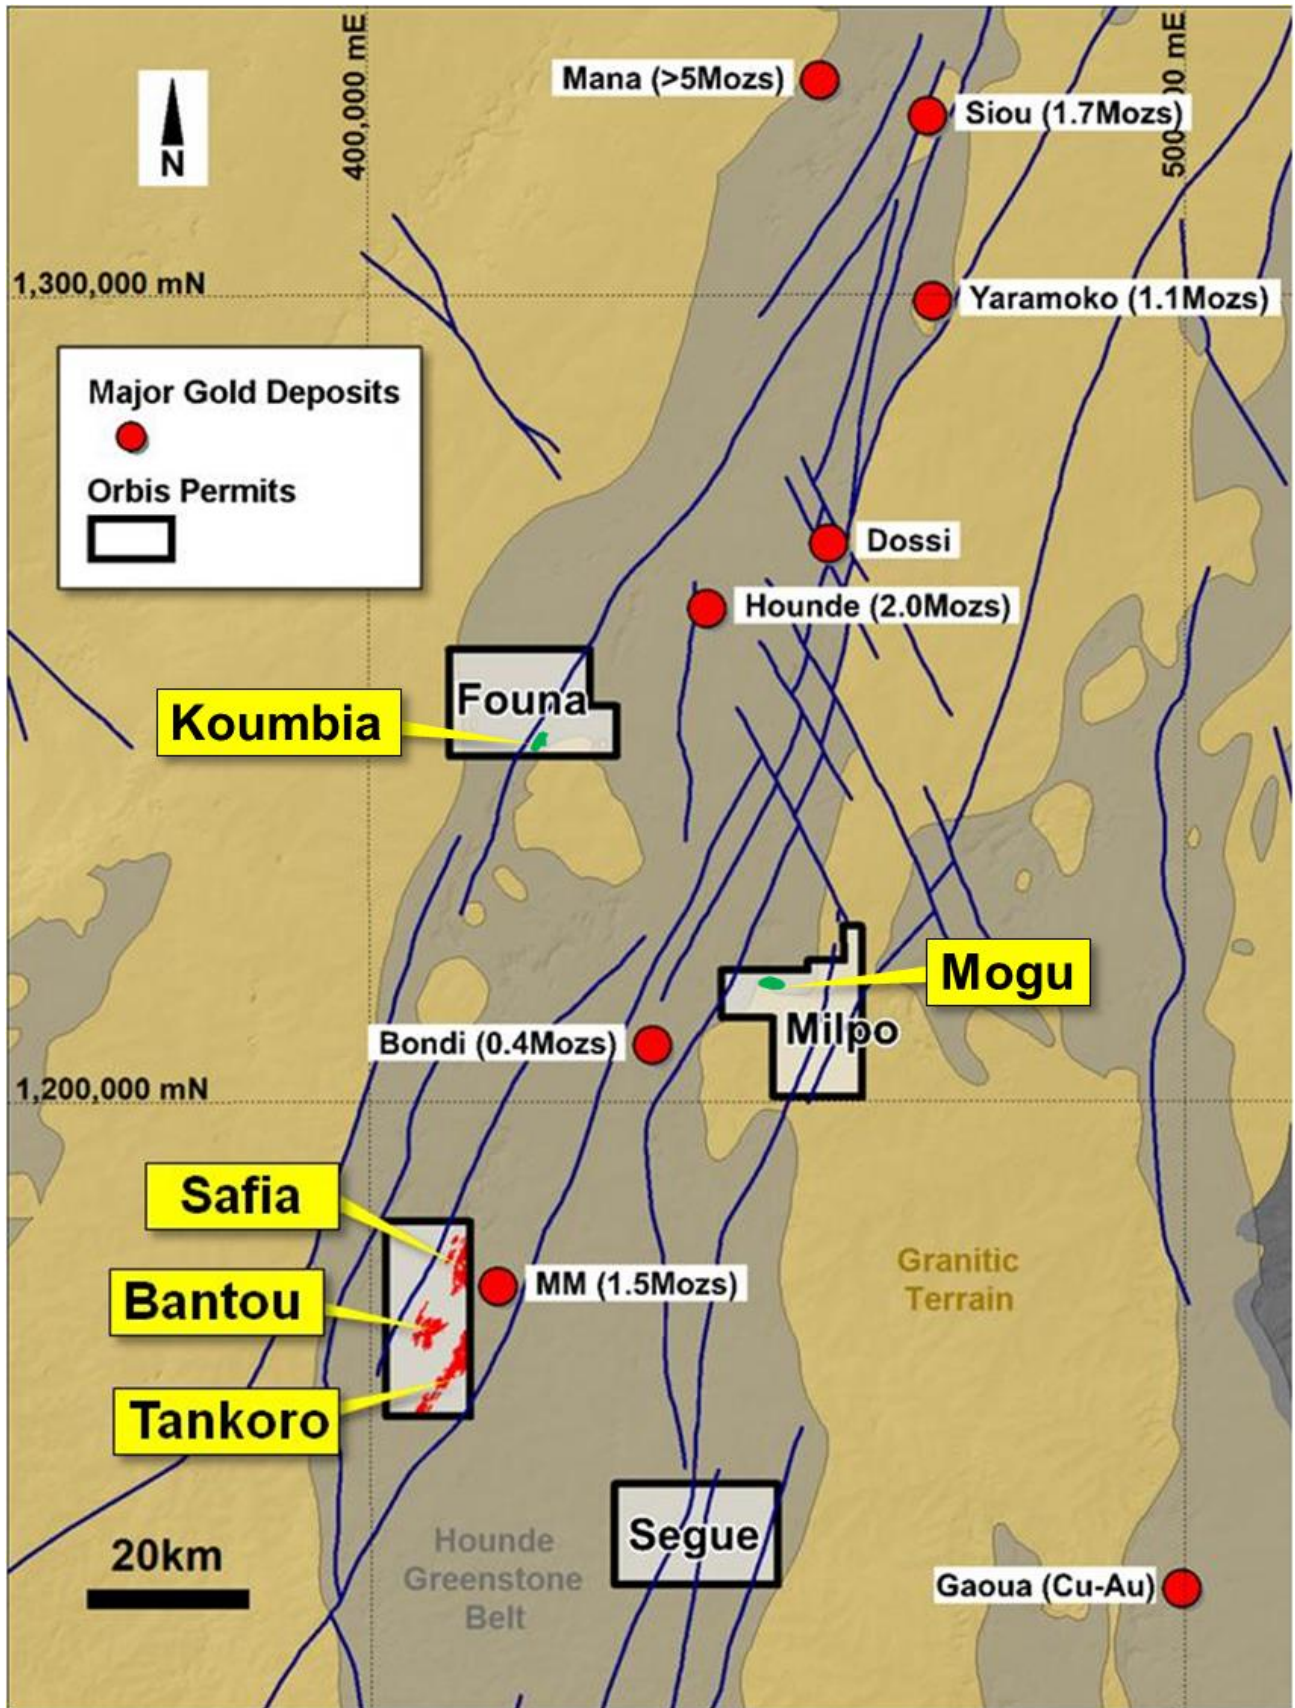 400,000 mE
500,000 mE
N
Mana (>5Mozs)
Siou (1.7Mozs)
1,300,000 mN
Yaramoko (1.1Mozs)
Major Gold Deposits
Orbis Permits
Dossi
Hounde (2.0Mozs)
Founa
Koumbia
Mogu
Milpo
Bondi (0.4Mozs)
1,200,000 mN
Safia
Granitic
Terrain
MM (1.5Mozs)
Bantou
Tankoro
Segue
Hounde
Greenstone
Belt
20km
Gaoua (Cu-Au)